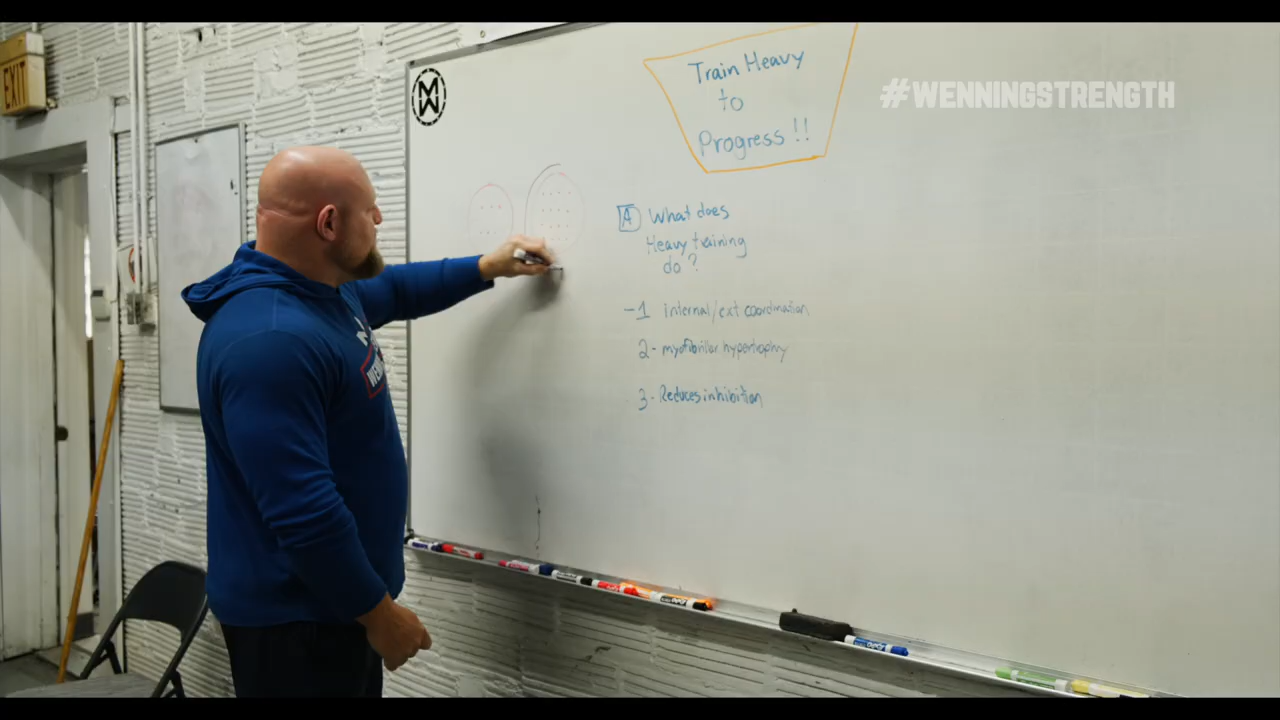 EXIT
#WENNINGSTRENGTH
Train Heavy
to
Progress!!
A What does
Heavy training
do?
-1 internal/ext coordination
2- myofibrilar hypertrophy
3- Reduces inhibition